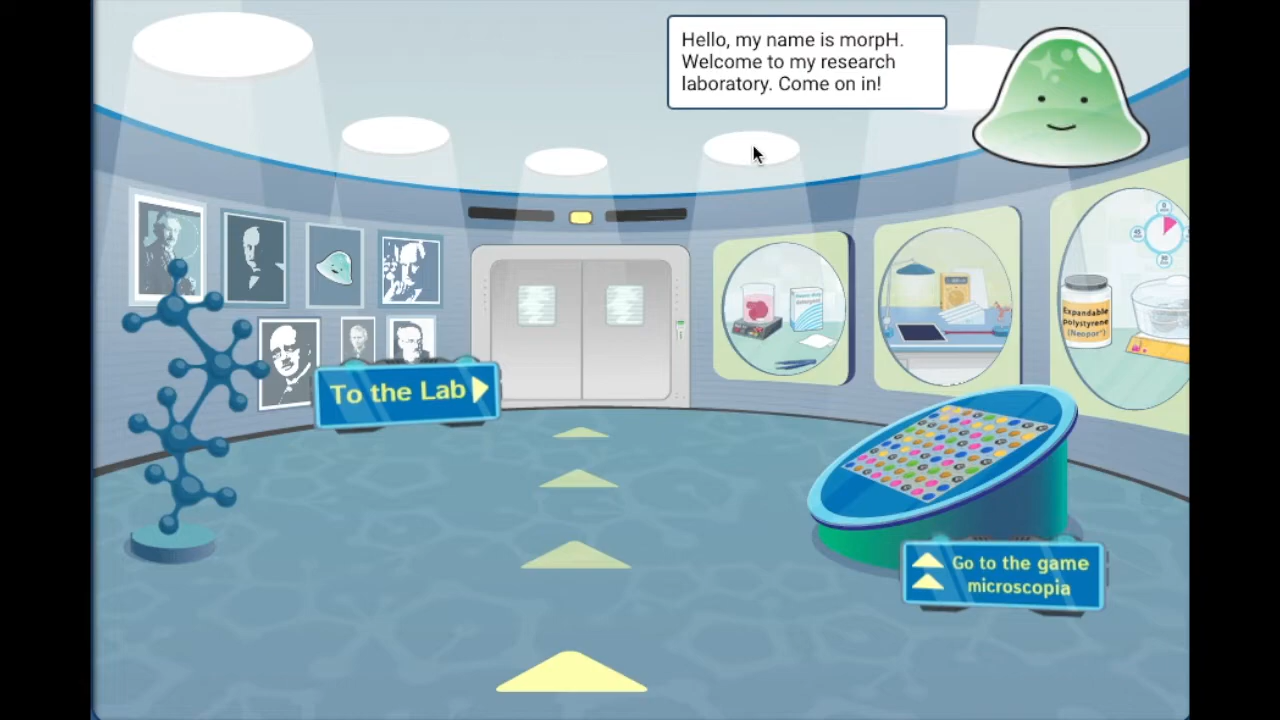 Hello, my name is morpH.
Welcome to my research
laboratory. Come on in!
To the Lab
Expandable
polystyrene
(Neopor®)
Go to the game
microscopia